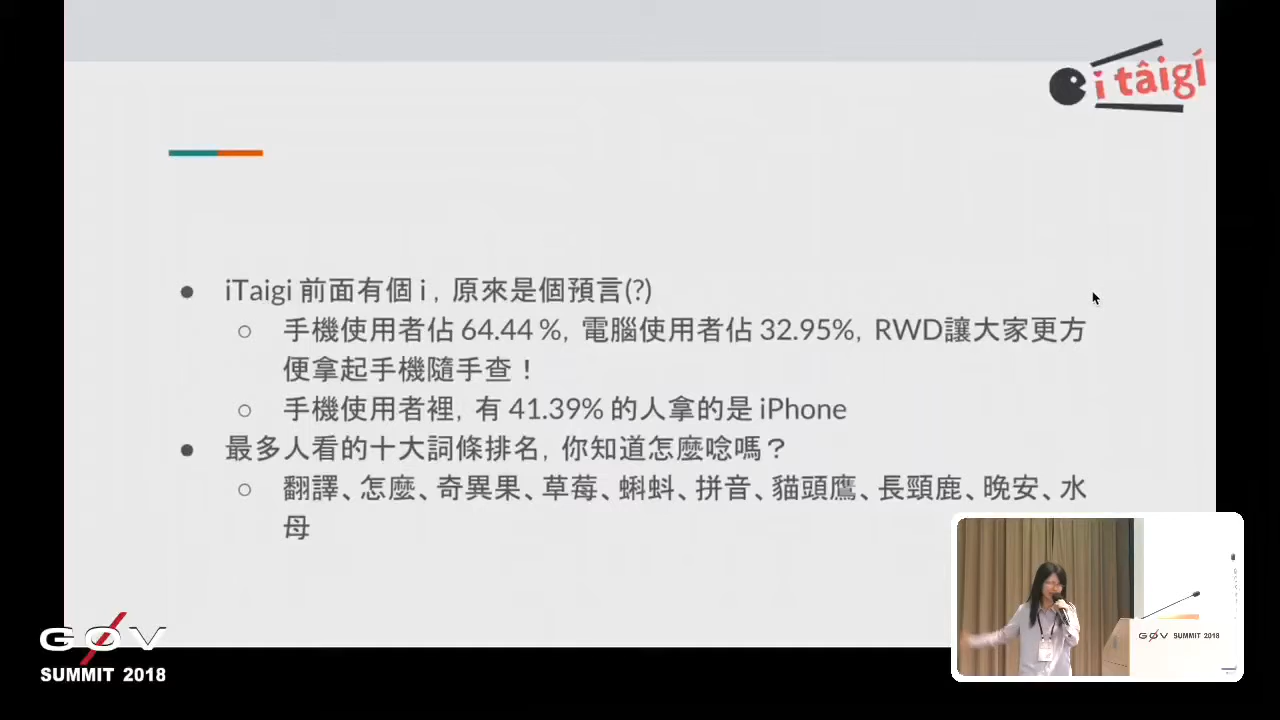 i tâigí
iTaigi 前面有個 i，原來是個預言(?)
手機使用者佔 64.44 %，電腦使用者佔 32.95%，RWD讓大家更方
便拿起手機隨手查！
手機使用者裡，有 41.39% 的人拿的是 iPhone
最多人看的十大詞條排名，你知道怎麼唸嗎？
翻譯、怎麼、奇異果、草莓、蝌蚪、拼音、貓頭鷹、長頸鹿、晚安、水
母
G0V
SUMMIT 2018
G0V SUMMIT 2018